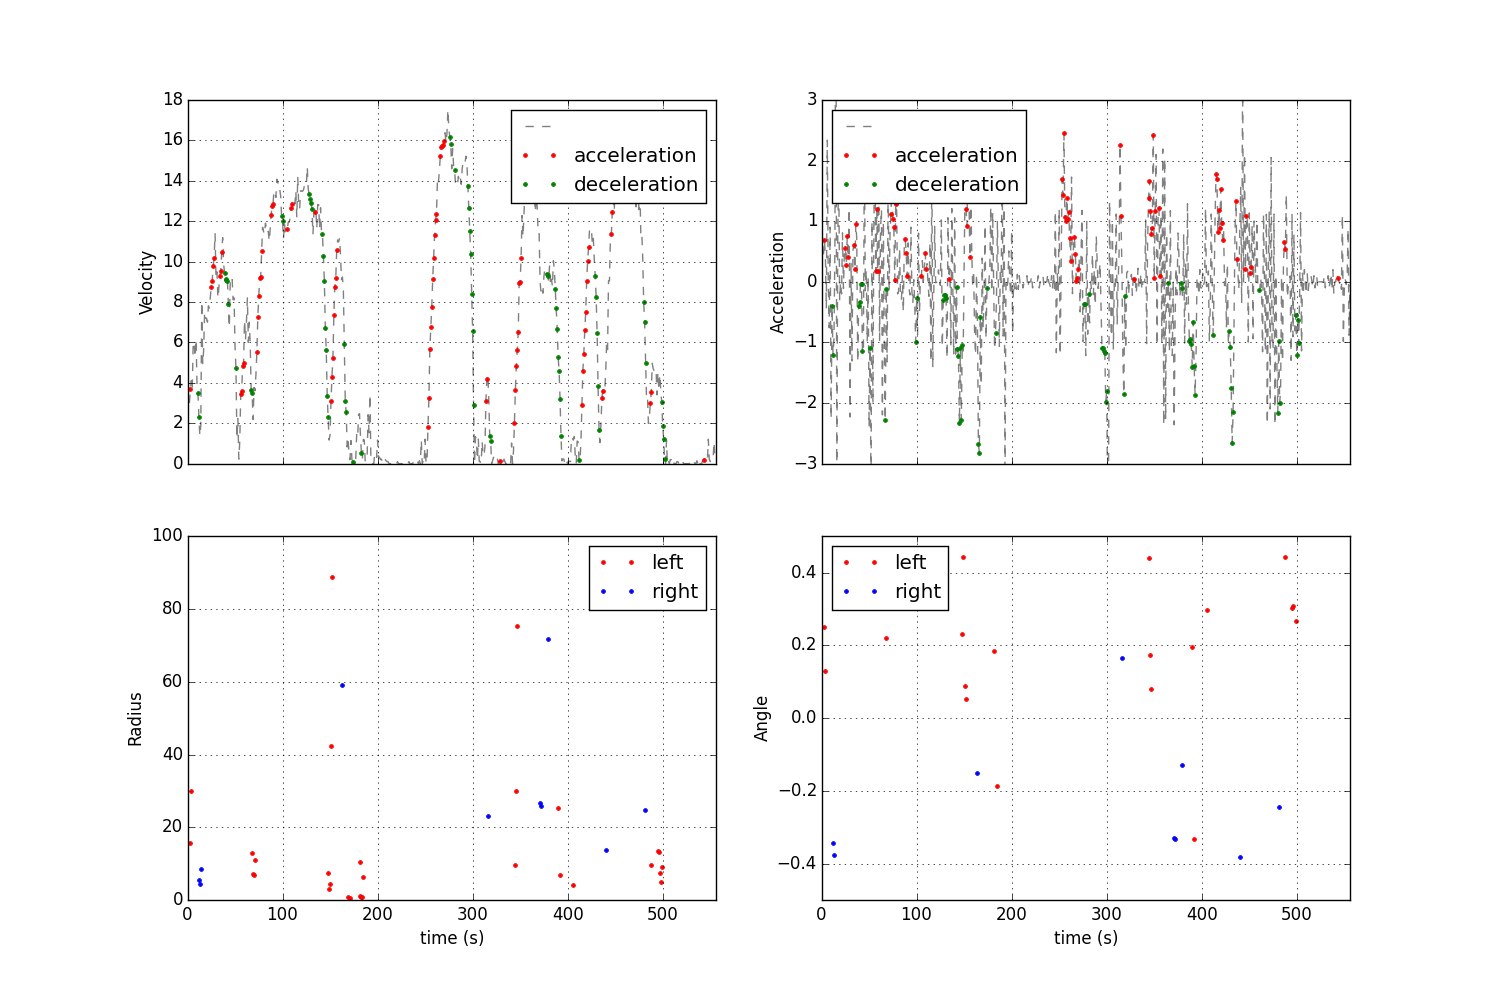 18
16
14
12
10
8
6
4
2
0
Velocity
acceleration
deceleration
3
2
1
0
−1
−2
−3
Acceleration
acceleration
deceleration
100
80
60
40
20
0
Radius
left
right
0 100 200 300 400 500
time (s)
0.4
0.2
0.0
−0.2
−0.4
Angle
left
right
0 100 200 300 400 500
time (s)